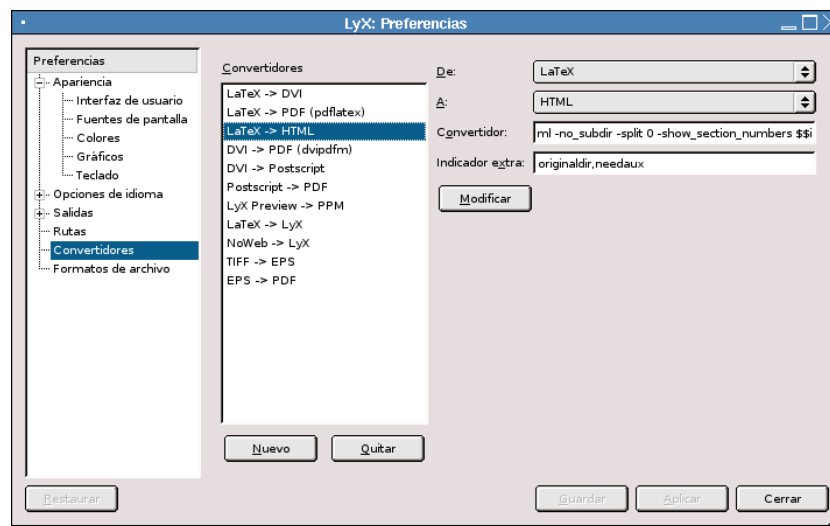 LyX: Preferencias
Preferencias
Apariencia
Interfaz de usuario
Fuentes de pantalla
Colores
Gráficos
Teclado
Opciones de idioma
Salidas
Rutas
Convertidores
Formatos de archivo
Convertidores
LaTeX -> DVI
LaTeX -> PDF (pdflatex)
LaTeX -> HTML
DVI -> PDF (dvipdfm)
DVI -> Postscript
Postscript -> PDF
LyX Preview -> PPM
LaTeX -> LyX
NoWeb -> LyX
TIFF -> EPS
EPS -> PDF
Nuevo Quitar
De: LaTeX
A: HTML
Convertidor: ml -no_subdir -split 0 -show_section_numbers $$i
Indicador extra: originaldir,needaux
Modificar
Restaurar Guardar Aplicar Cerrar